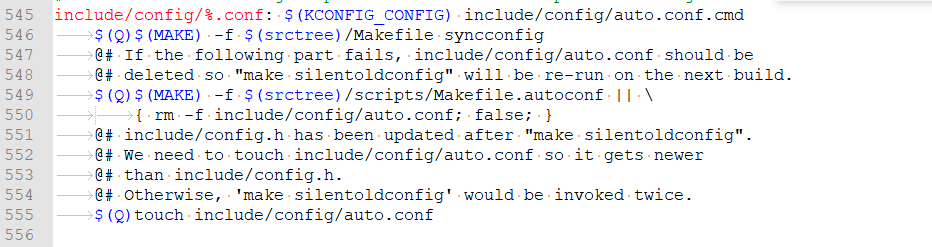 545 include/config/%.conf: $(KCONFIG_CONFIG) include/config/auto.conf.cmd
546 $(Q)$(MAKE) -f $(srctree)/Makefile syncconfig
547 @# If the following part fails, include/config/auto.conf should be
548 @# deleted so "make silentoldconfig" will be re-run on the next build.
549 $(Q)$(MAKE) -f $(srctree)/scripts/Makefile.autoconf || \
550 { rm -f include/config/auto.conf; false; }
551 @# include/config.h has been updated after "make silentoldconfig".
552 @# We need to touch include/config/auto.conf so it gets newer
553 @# than include/config.h.
554 @# Otherwise, 'make silentoldconfig' would be invoked twice.
555 $(Q)touch include/config/auto.conf
556